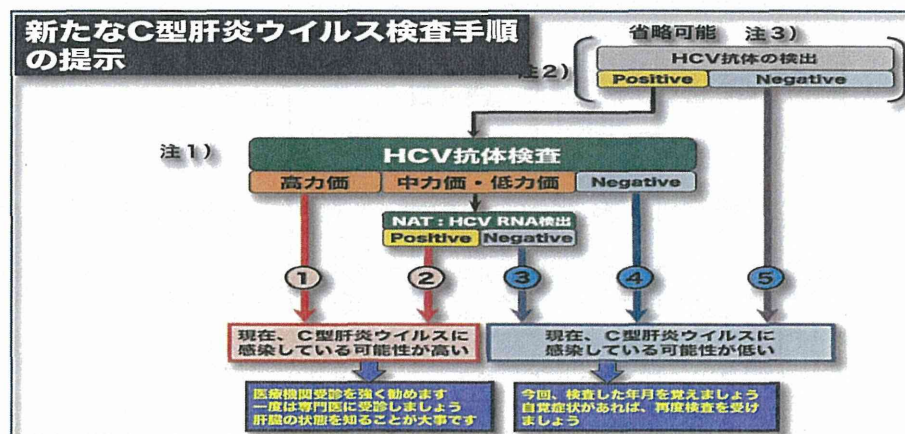 新たなC型肝炎ウイルス検査手順
の提示
省略可能 注3)
注2)
HCV抗体の検出
Positive Negative
注1)
HCV抗体検査
高力価 中力価・低力価 Negative
NAT：HCV RNA検出
Positive Negative
① ② ③ ④ ⑤
現在、C型肝炎ウイルスに
感染している可能性が高い
現在、C型肝炎ウイルスに
感染している可能性が低い
医療機関受診を強く勧めます
一度は専門医に受診しましょう
肝臓の状態を知ることが大事です
今回、検査した年月を覚えましょう
自覚症状があれば、再度検査を受け
ましょう